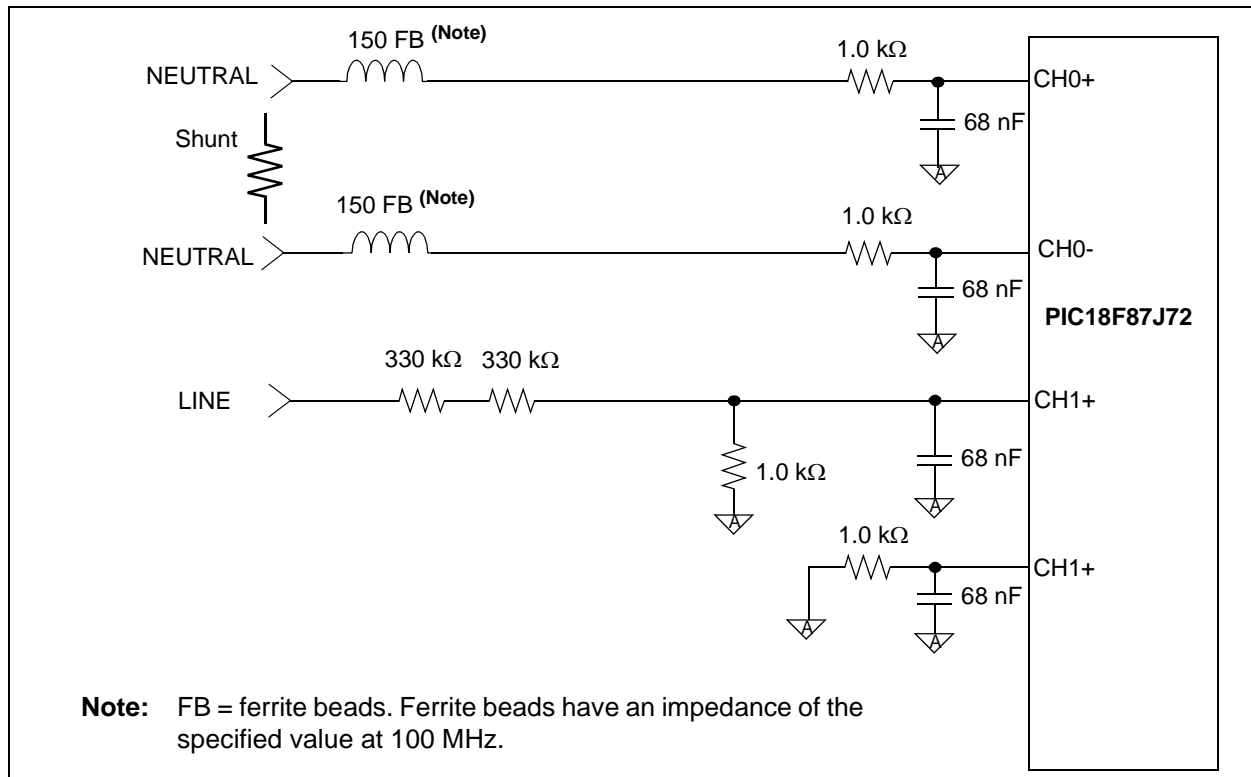 150 FB (Note)
1.0 kΩ
NEUTRAL
CH0+
68 nF
Shunt
A
150 FB (Note)
1.0 kΩ
NEUTRAL
CH0-
68 nF
PIC18F87J72
A
330 kΩ 330 kΩ
LINE
CH1+
68 nF
1.0 kΩ
A
A
1.0 kΩ
CH1+
68 nF
A
A
Note: FB = ferrite beads. Ferrite beads have an impedance of the
specified value at 100 MHz.